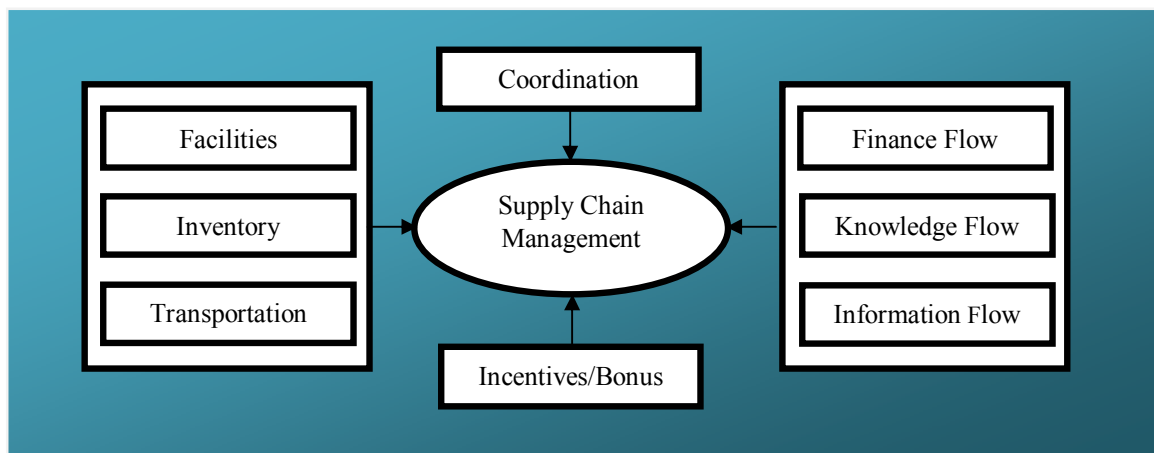 Coordination
Facilities
Inventory
Transportation
Supply Chain
Management
Finance Flow
Knowledge Flow
Information Flow
Incentives/Bonus